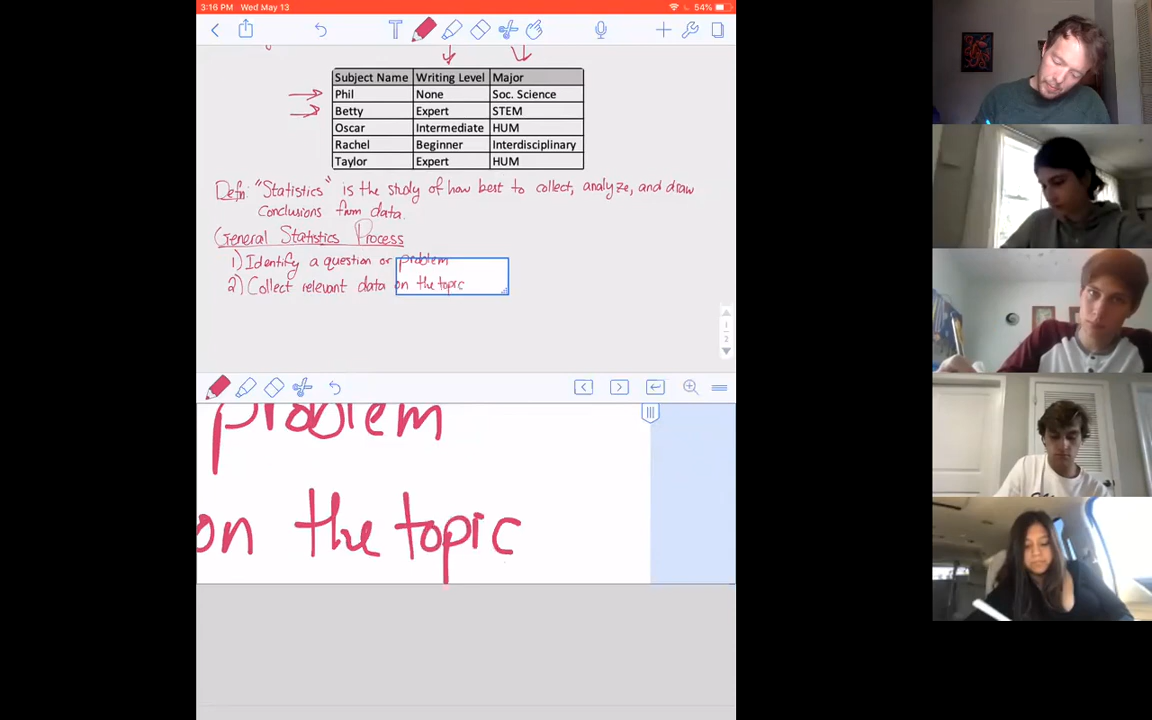 3:16 PM Wed May 13 54%
T
Subject Name Writing Level Major
Phil None Soc. Science
Betty Expert STEM
Oscar Intermediate HUM
Rachel Beginner Interdisciplinary
Taylor Expert HUM
Defn: "Statistics" is the study of how best to collect, analyze, and draw
conclusions from data.
General Statistics Process
1) Identify a question or problem
2) Collect relevant data on the topic
1
2
problem
on the topic